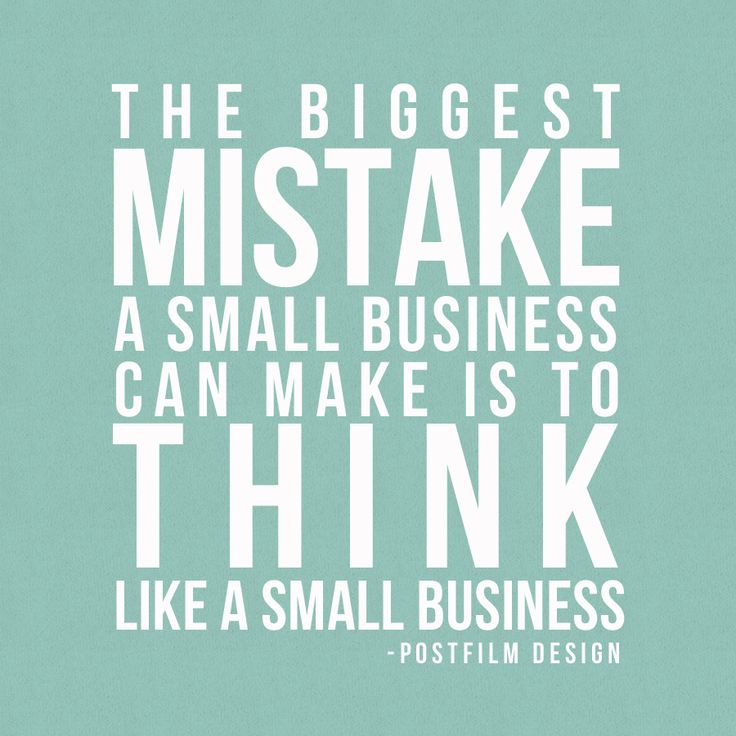 THE BIGGEST
MISTAKE
A SMALL BUSINESS
CAN MAKE IS TO
THINK
LIKE A SMALL BUSINESS
-POSTFILM DESIGN